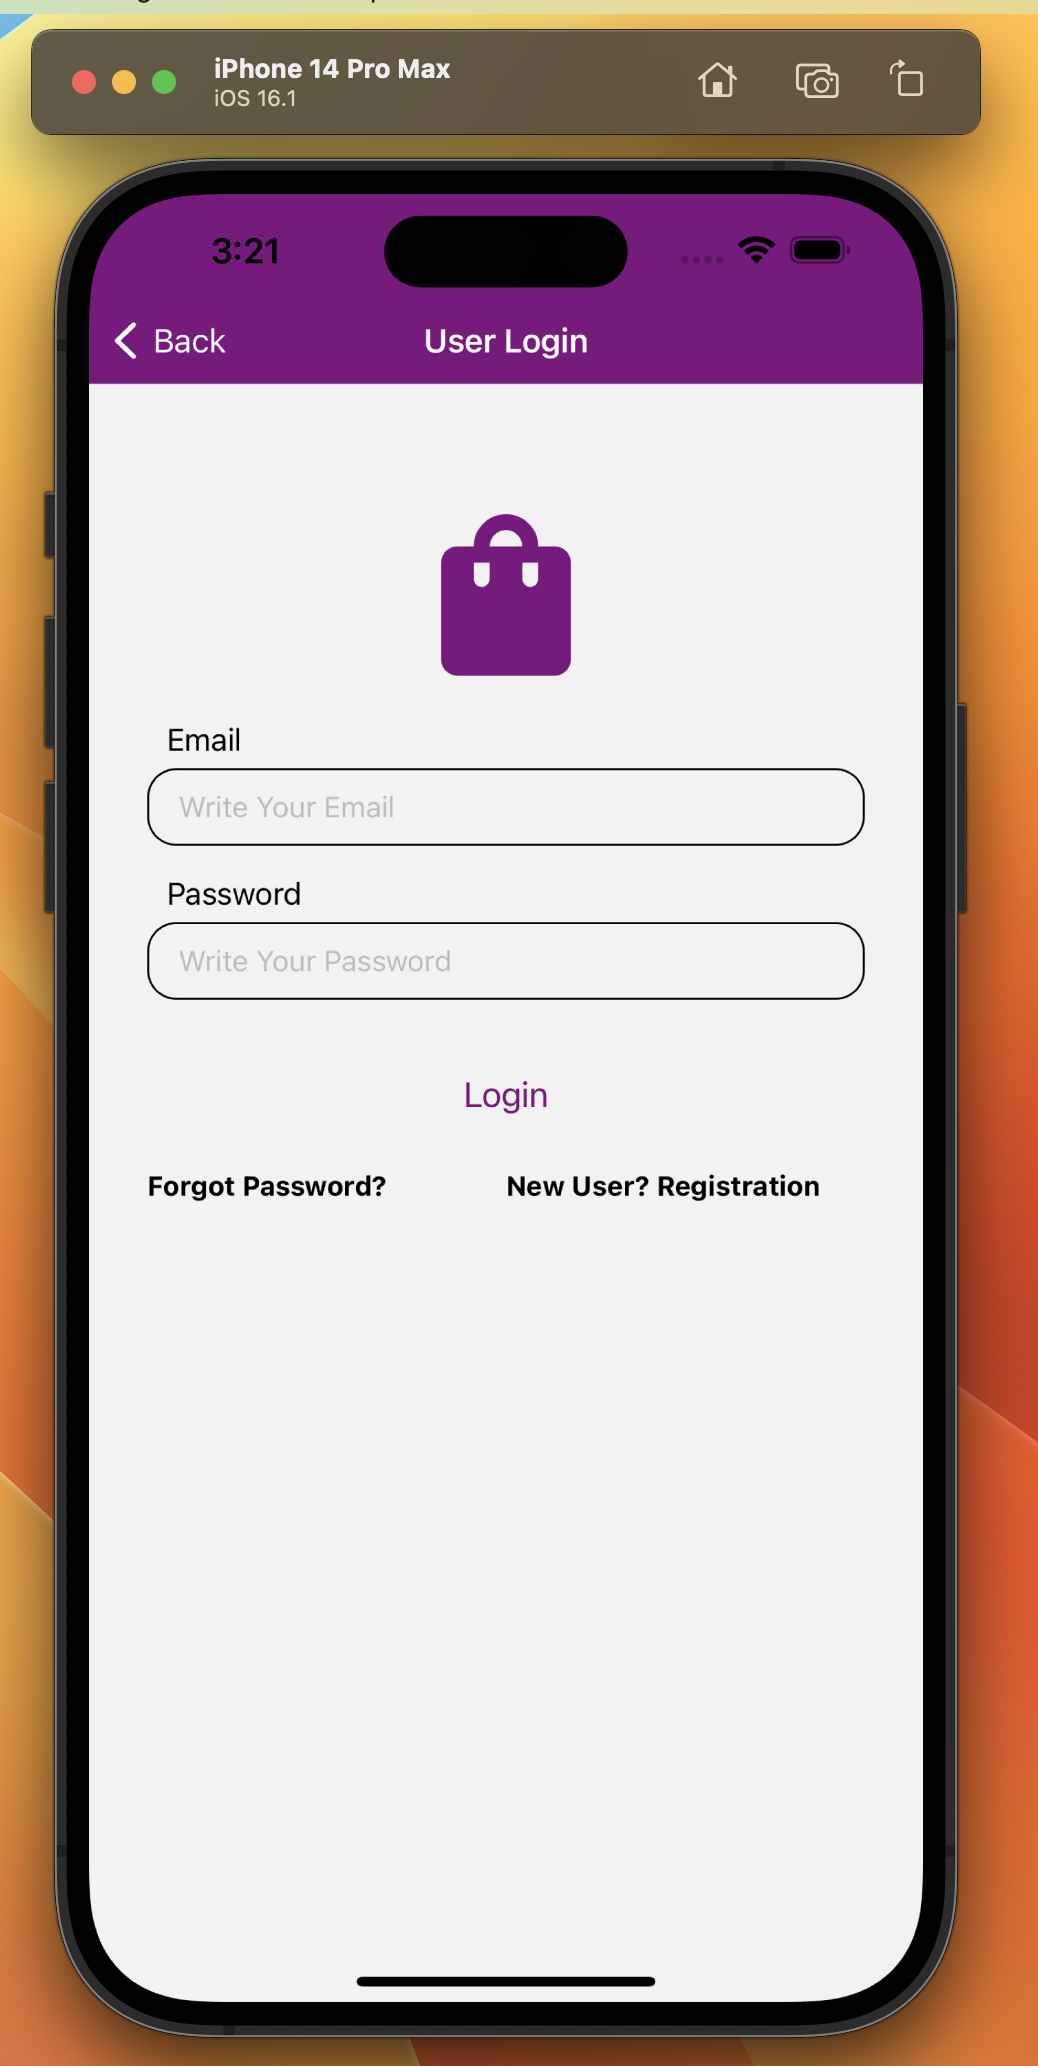 iPhone 14 Pro Max
iOS 16.1
3:21
Back
User Login
Email
Write Your Email
Password
Write Your Password
Login
Forgot Password? New User? Registration